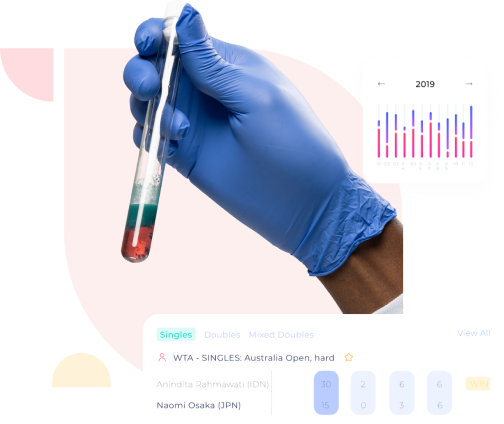 ← 2019 →
Singles Doubles Mixed Doubles View All
WTA - SINGLES: Australia Open, hard
Anindita Rahmawati (IDN) 30 2 6 6 WIN
Naomi Osaka (JPN) 15 0 3 6